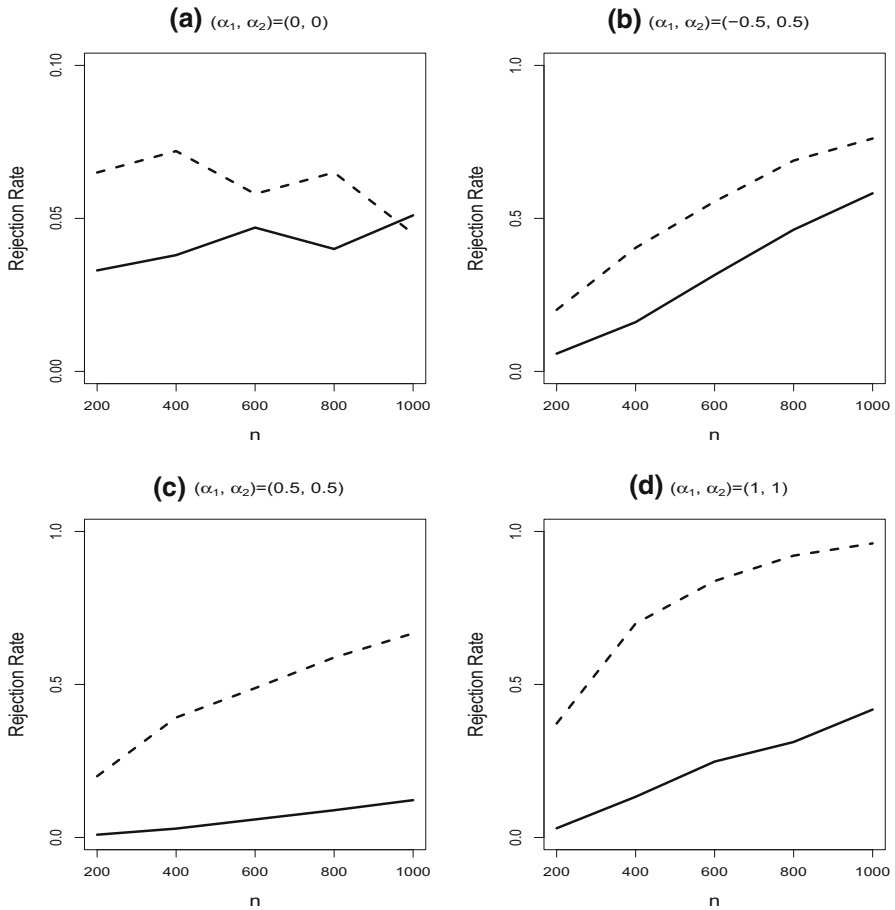 (a) (α₁, α₂)=(0, 0)
Rejection Rate
0.10
0.05
0.00
200 400 600 800 1000
n
(b) (α₁, α₂)=(−0.5, 0.5)
Rejection Rate
1.0
0.5
0.0
200 400 600 800 1000
n
(c) (α₁, α₂)=(0.5, 0.5)
Rejection Rate
1.0
0.5
0.0
200 400 600 800 1000
n
(d) (α₁, α₂)=(1, 1)
Rejection Rate
1.0
0.5
0.0
200 400 600 800 1000
n